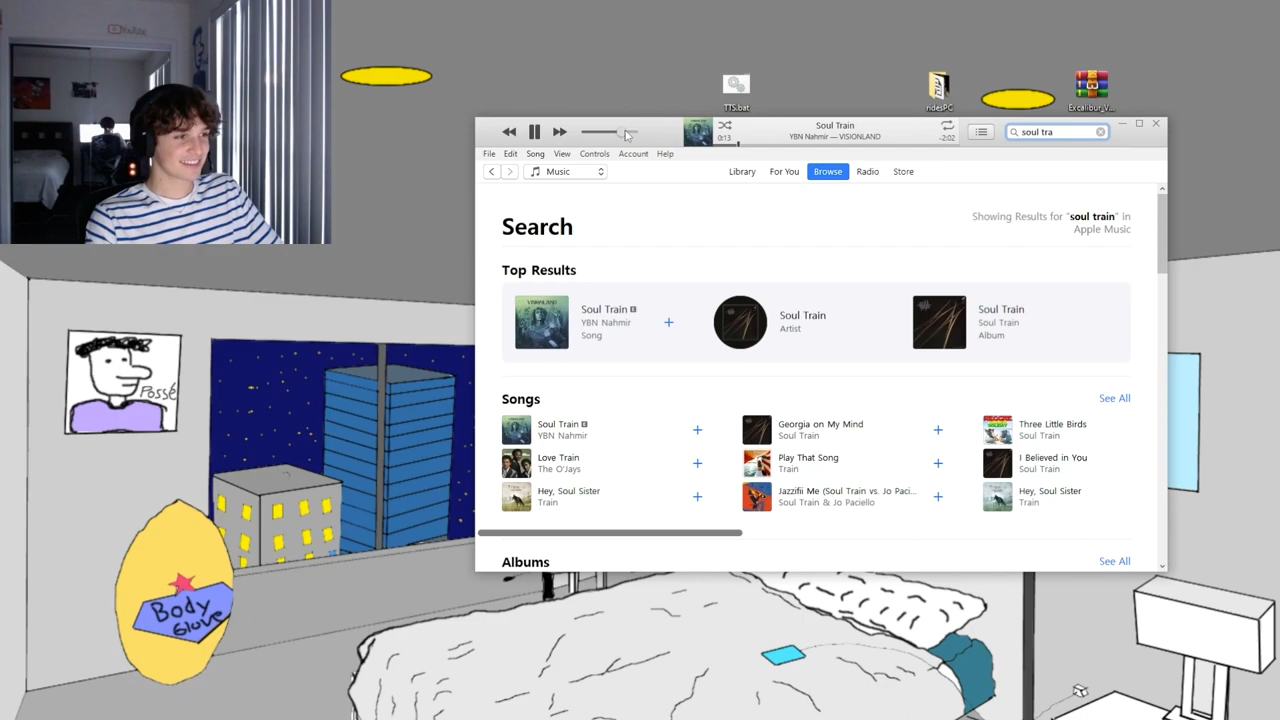 YouTube
TTS.bat
ridesPC
Excalibur_V...
Soul Train
YBN Nahmir — VISIONLAND
0:13
-2:02
soul tra
File Edit Song View Controls Account Help
Music
Library For You Browse Radio Store
Search
Showing Results for "soul train" in
Apple Music
Top Results
Soul Train E
YBN Nahmir
Song
Soul Train
Artist
Soul Train
Soul Train
Album
Songs
See All
Soul Train E
YBN Nahmir
Love Train
The O'Jays
Hey, Soul Sister
Train
Georgia on My Mind
Soul Train
Play That Song
Train
Jazzifii Me (Soul Train vs. Jo Paci...
Soul Train & Jo Paciello
Three Little Birds
Soul Train
I Believed in You
Soul Train
Hey, Soul Sister
Train
Albums
See All
Possé
Body
Glove